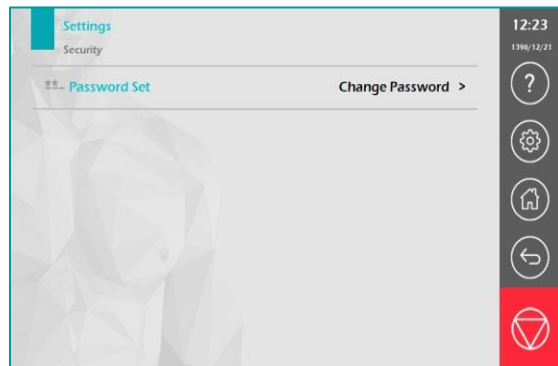 Settings
Security
**_ Password Set
Change Password >
12:23
1396/12/21
?